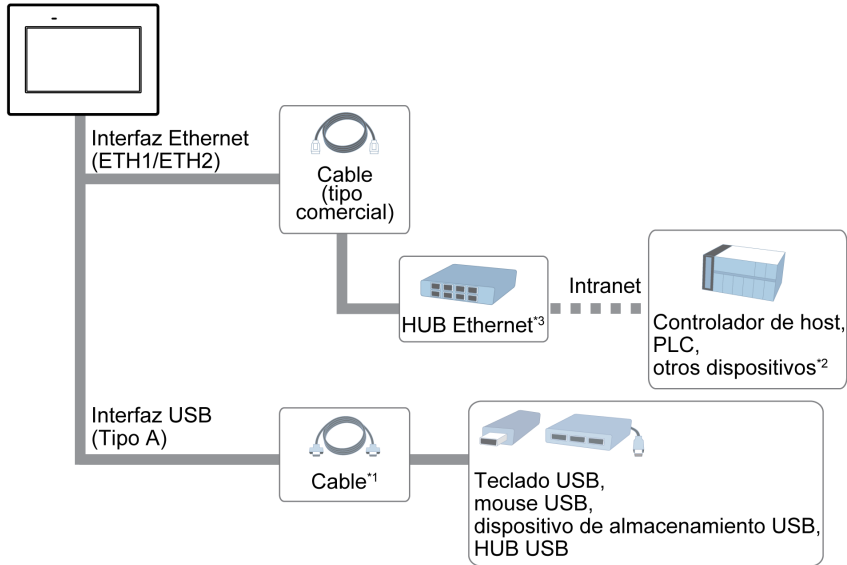 Interfaz Ethernet
(ETH1/ETH2)
Cable
(tipo
comercial)
HUB Ethernet*3
Intranet
Controlador de host,
PLC,
otros dispositivos*2
Interfaz USB
(Tipo A)
Cable*1
Teclado USB,
mouse USB,
dispositivo de almacenamiento USB,
HUB USB